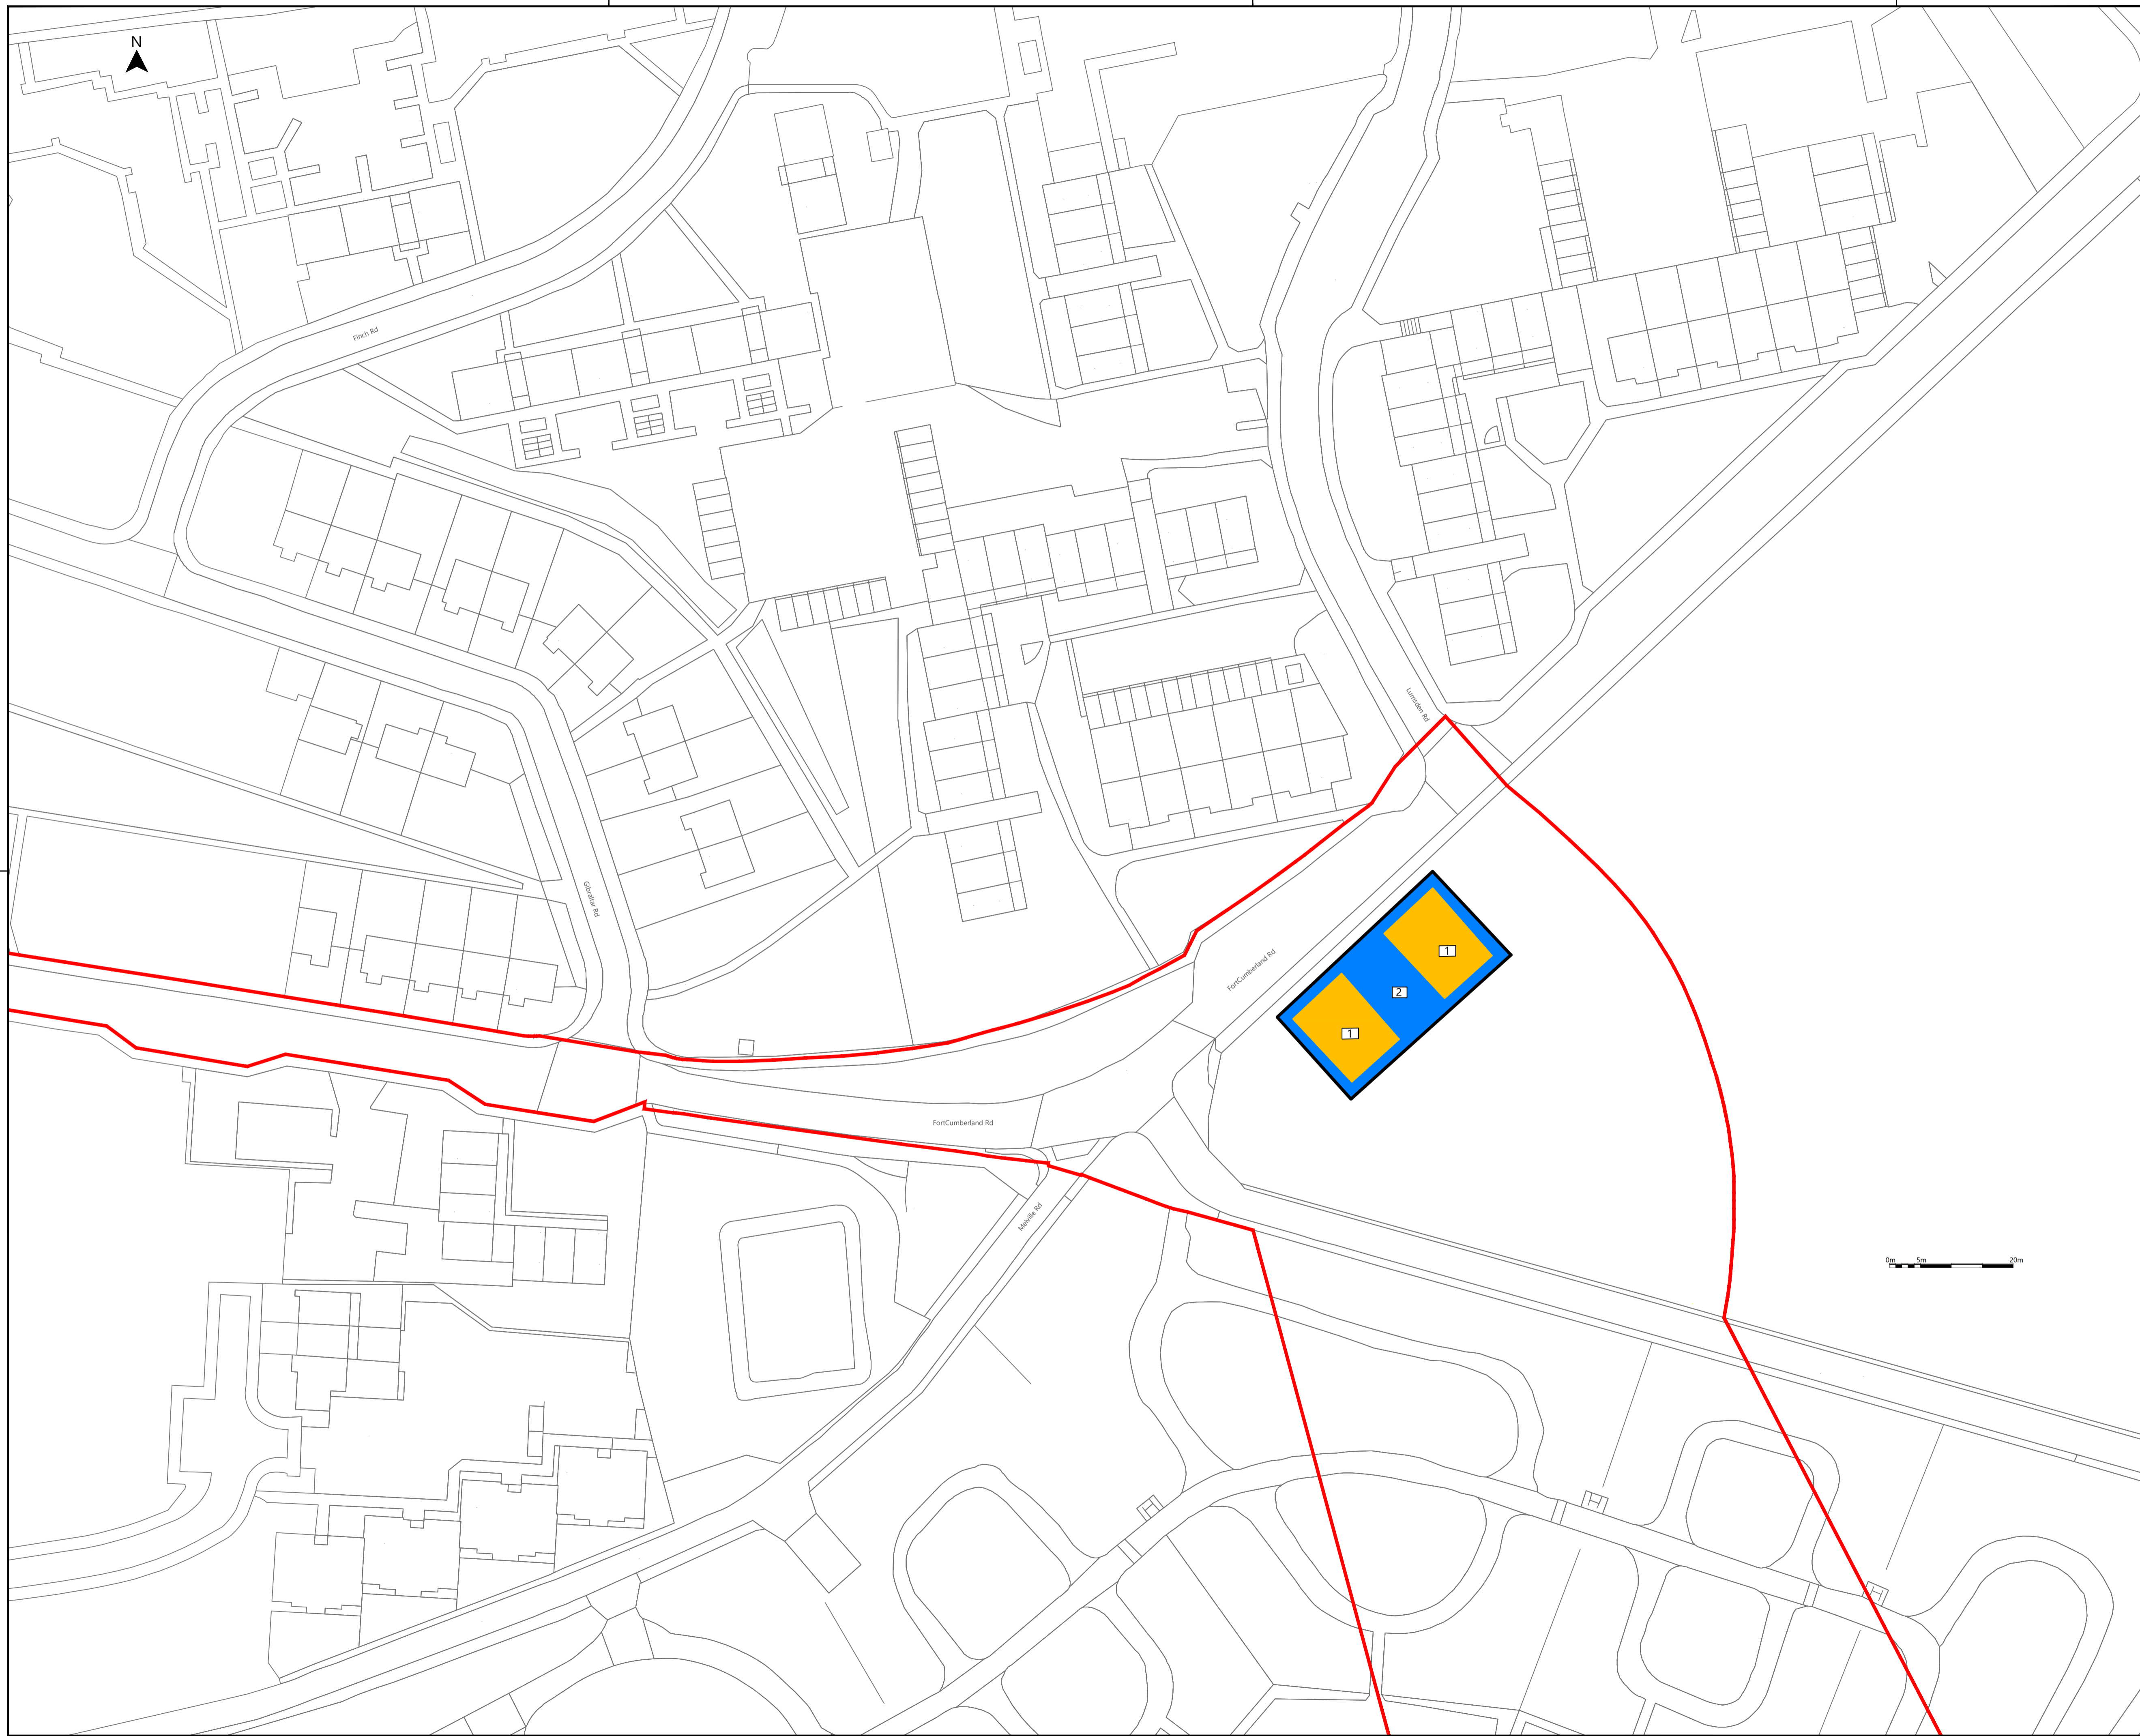 N
Finch Rd
Lumsden Rd
Gibraltar Rd
FortCumberland Rd
1
2
1
FortCumberland Rd
Melville Rd
0m 5m 20m